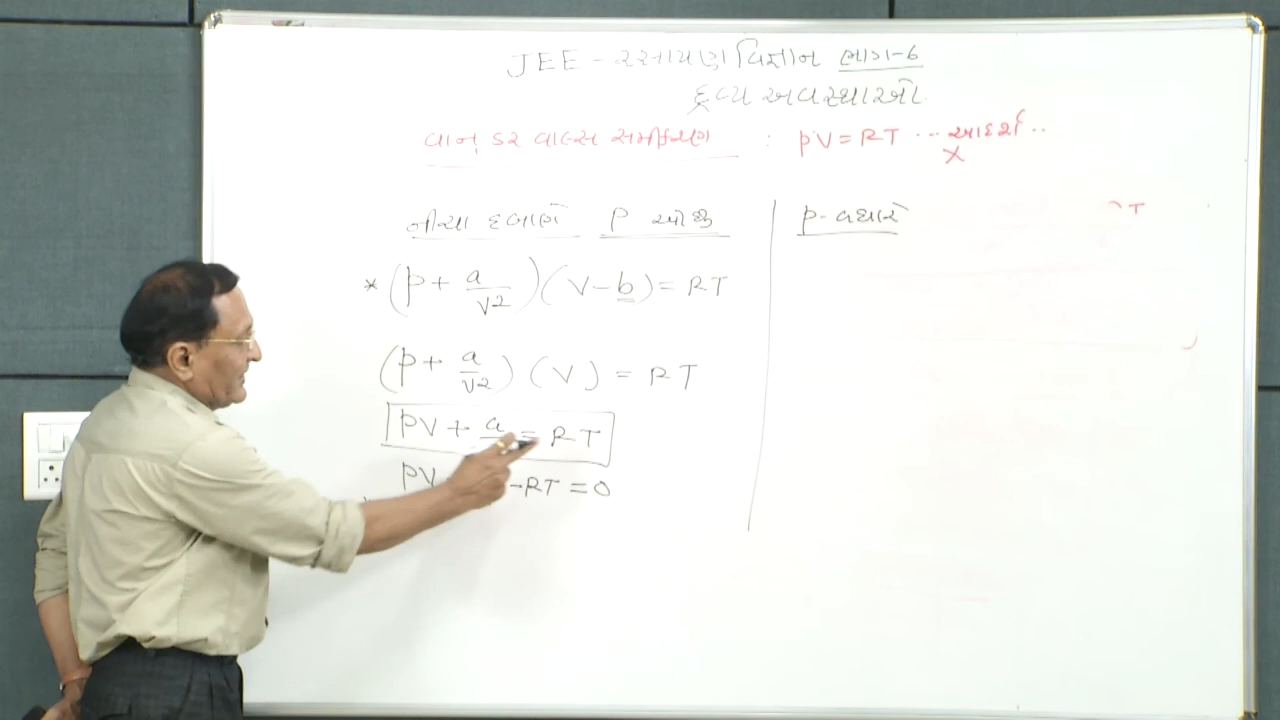 JEE - રસાયણ વિજ્ઞાન ભાગ-6
દ્રવ્ય અવસ્થાઓ.
વાન્ ડર વાલ્સ સમીકરણ : PV = RT ... આદર્શ ..
X
નીચા દબાણે P ઓછુ
* (P + a/V2) (V - b) = RT
(P + a/V2) (V) = RT
PV + a = RT
PV - RT = 0
P - વધારે
T